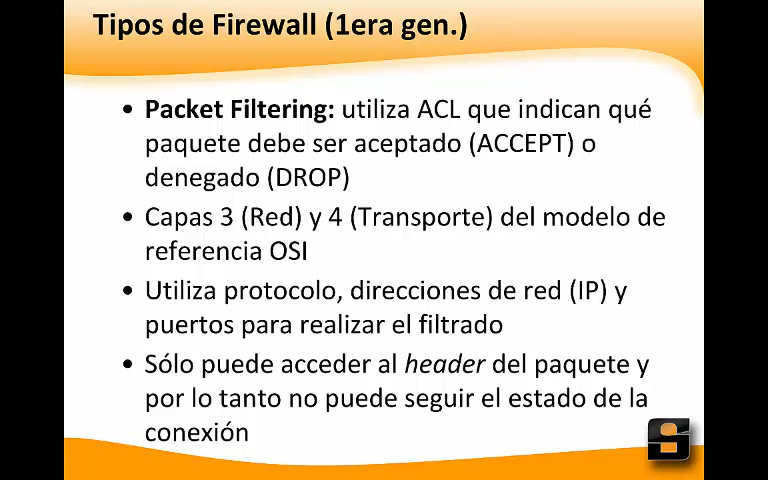 Tipos de Firewall (1era gen.)
• Packet Filtering: utiliza ACL que indican qué
paquete debe ser aceptado (ACCEPT) o
denegado (DROP)
• Capas 3 (Red) y 4 (Transporte) del modelo de
referencia OSI
• Utiliza protocolo, direcciones de red (IP) y
puertos para realizar el filtrado
• Sólo puede acceder al header del paquete y
por lo tanto no puede seguir el estado de la
conexión